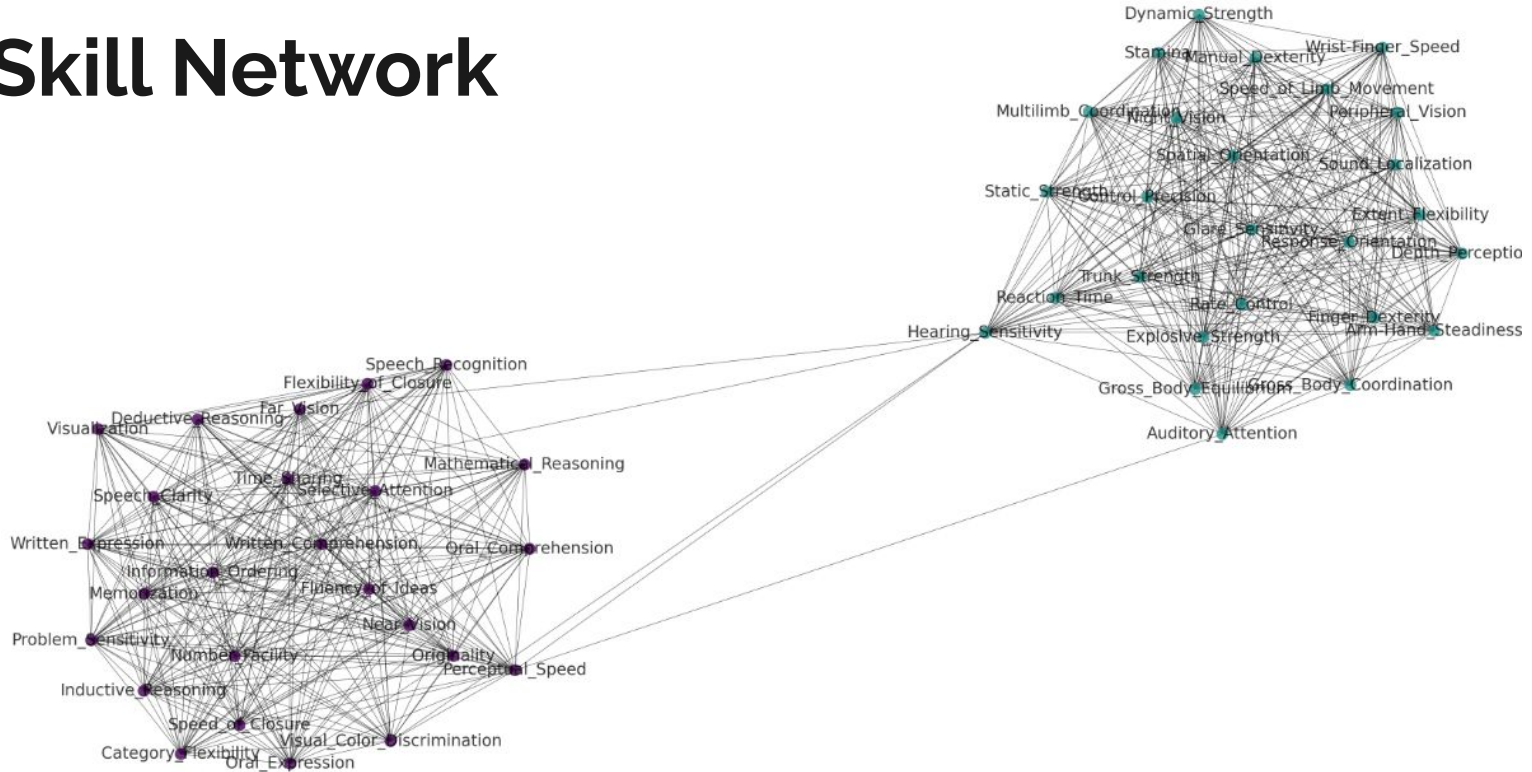 Skill Network
Dynamic_Strength
Stamina
Manual_Dexterity
Wrist-Finger_Speed
Speed_of_Limb_Movement
Multilimb_Coordination
Night_Vision
Peripheral_Vision
Spatial_Orientation
Sound_Localization
Static_Strength
Control_Precision
Extent_Flexibility
Glare_Sensitivity
Response_Orientation
Depth_Perceptio
Trunk_Strength
Reaction_Time
Rate_Control
Finger_Dexterity
Arm-Hand_Steadiness
Hearing_Sensitivity
Explosive_Strength
Gross_Body_Equilibrium
Gross_Body_Coordination
Auditory_Attention
Speech_Recognition
Flexibility_of_Closure
Far_Vision
Deductive_Reasoning
Visualization
Mathematical_Reasoning
Time_Sharing
Selective_Attention
Speech_Clarity
Written_Expression
Written_Comprehension
Oral_Comprehension
Information_Ordering
Memorization
Fluency_of_Ideas
Near_Vision
Problem_Sensitivity
Number_Facility
Originality
Perceptual_Speed
Inductive_Reasoning
Speed_of_Closure
Visual_Color_Discrimination
Category_Flexibility
Oral_Expression